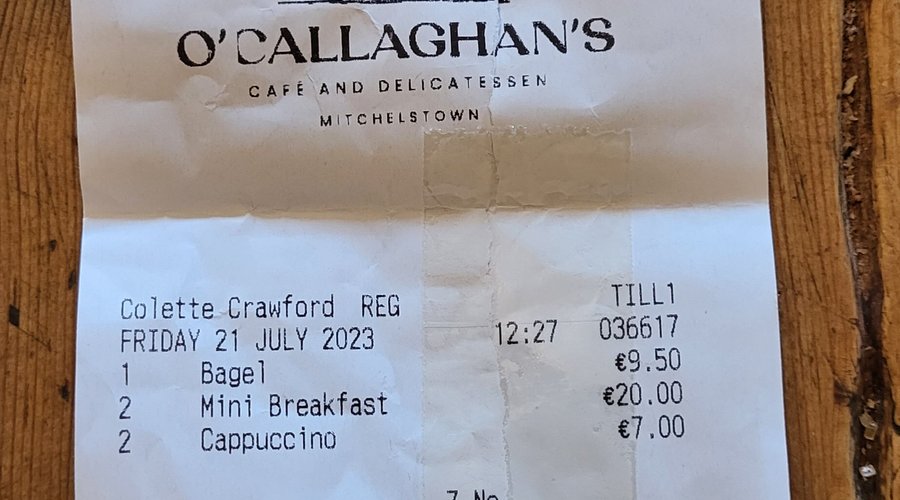 O'CALLAGHAN'S
CAFÉ AND DELICATESSEN
MITCHELSTOWN
Colette Crawford REG TILL1
FRIDAY 21 JULY 2023 12:27 036617
1 Bagel €9.50
2 Mini Breakfast €20.00
2 Cappuccino €7.00